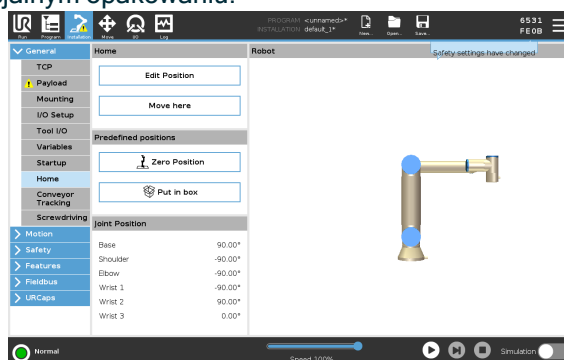 jalnym opakowaniu.
Run Program Installation Move I/O Log
PROGRAM <unnamed>*
INSTALLATION default_1*
New... Open... Save...
6531
FE0B
General
Home
Robot
Safety settings have changed
TCP
Payload
Mounting
I/O Setup
Tool I/O
Variables
Startup
Home
Conveyor
Tracking
Screwdriving
Motion
Safety
Features
Fieldbus
URCaps
Edit Position
Move here
Predefined positions
Zero Position
Put in box
Joint Position
Base 90.00°
Shoulder -90.00°
Elbow -90.00°
Wrist 1 -90.00°
Wrist 2 90.00°
Wrist 3 0.00°
Normal
Speed 100%
Simulation